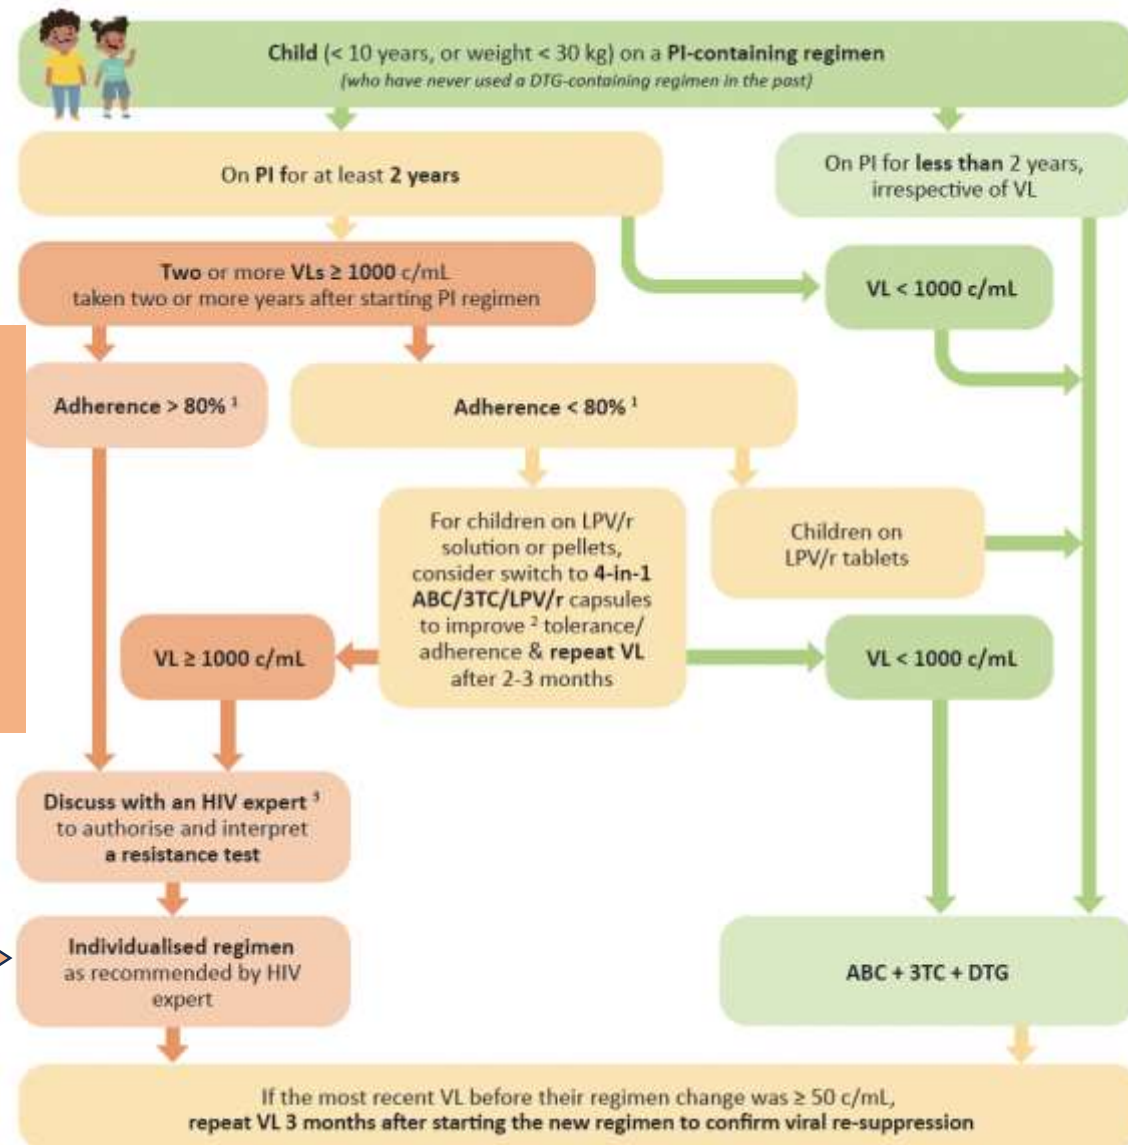 Child (< 10 years, or weight < 30 kg) on a PI-containing regimen
(who have never used a DTG-containing regimen in the past)
On PI for at least 2 years
On PI for less than 2 years,
irrespective of VL
Two or more VLs ≥ 1000 c/mL
taken two or more years after starting PI regimen
VL < 1000 c/mL
Adherence > 80% ¹
Adherence < 80% ¹
For children on LPV/r
solution or pellets,
consider switch to 4-in-1
ABC/3TC/LPV/r capsules
to improve ² tolerance/
adherence & repeat VL
after 2-3 months
Children on
LPV/r tablets
VL ≥ 1000 c/mL
VL < 1000 c/mL
Discuss with an HIV expert ³
to authorise and interpret
a resistance test
Individualised regimen
as recommended by HIV
expert
ABC + 3TC + DTG
If the most recent VL before their regimen change was ≥ 50 c/mL,
repeat VL 3 months after starting the new regimen to confirm viral re-suppression